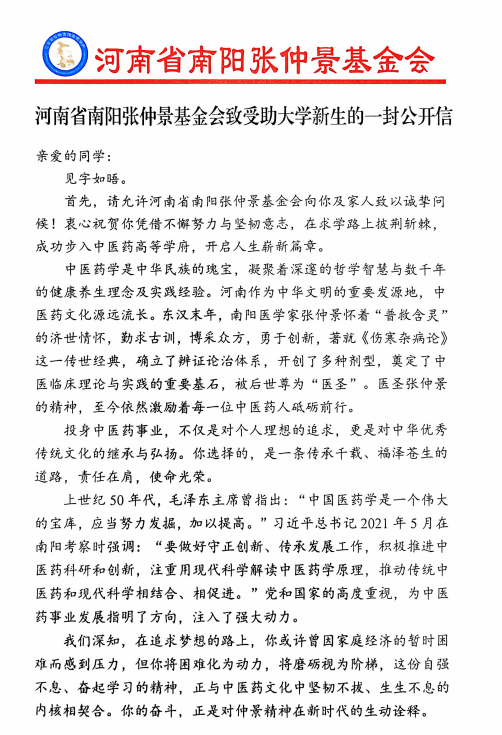 河南省南阳张仲景基金会
河南省南阳张仲景基金会致受助大学新生的一封公开信
亲爱的同学：
见字如晤。
首先，请允许河南省南阳张仲景基金会向你及家人致以诚挚问
候！衷心祝贺你凭借不懈努力与坚韧意志，在求学路上披荆斩棘，
成功步入中医药高等学府，开启人生崭新篇章。
中医药学是中华民族的瑰宝，凝聚着深邃的哲学智慧与数千年
的健康养生理念及实践经验。河南作为中华文明的重要发源地，中
医药文化源远流长。东汉末年，南阳医学家张仲景怀着“普救含灵”
的济世情怀，勤求古训，博采众方，勇于创新，著就《伤寒杂病论》
这一传世经典，确立了辨证论治体系，开创了多种剂型，奠定了中
医临床理论与实践的重要基石，被后世尊为“医圣”。医圣张仲景
的精神，至今依然激励着每一位中医药人砥砺前行。
投身中医药事业，不仅是对个人理想的追求，更是对中华优秀
传统文化的继承与弘扬。你选择的，是一条传承千载、福泽苍生的
道路，责任在肩，使命光荣。
上世纪50年代，毛泽东主席曾指出：“中国医药学是一个伟大
的宝库，应当努力发掘，加以提高。”习近平总书记2021年5月在
南阳考察时强调：“要做好守正创新、传承发展工作，积极推进中
医药科研和创新，注重用现代科学解读中医药学原理，推动传统中
医药和现代科学相结合、相促进。”党和国家的高度重视，为中医
药事业发展指明了方向，注入了强大动力。
我们深知，在追求梦想的路上，你或许曾因家庭经济的暂时困
难而感到压力，但你将困难化为动力，将磨砺视为阶梯，这份自强
不息、奋起学习的精神，正与中医药文化中坚韧不拔、生生不息的
内核相契合。你的奋斗，正是对仲景精神在新时代的生动诠释。